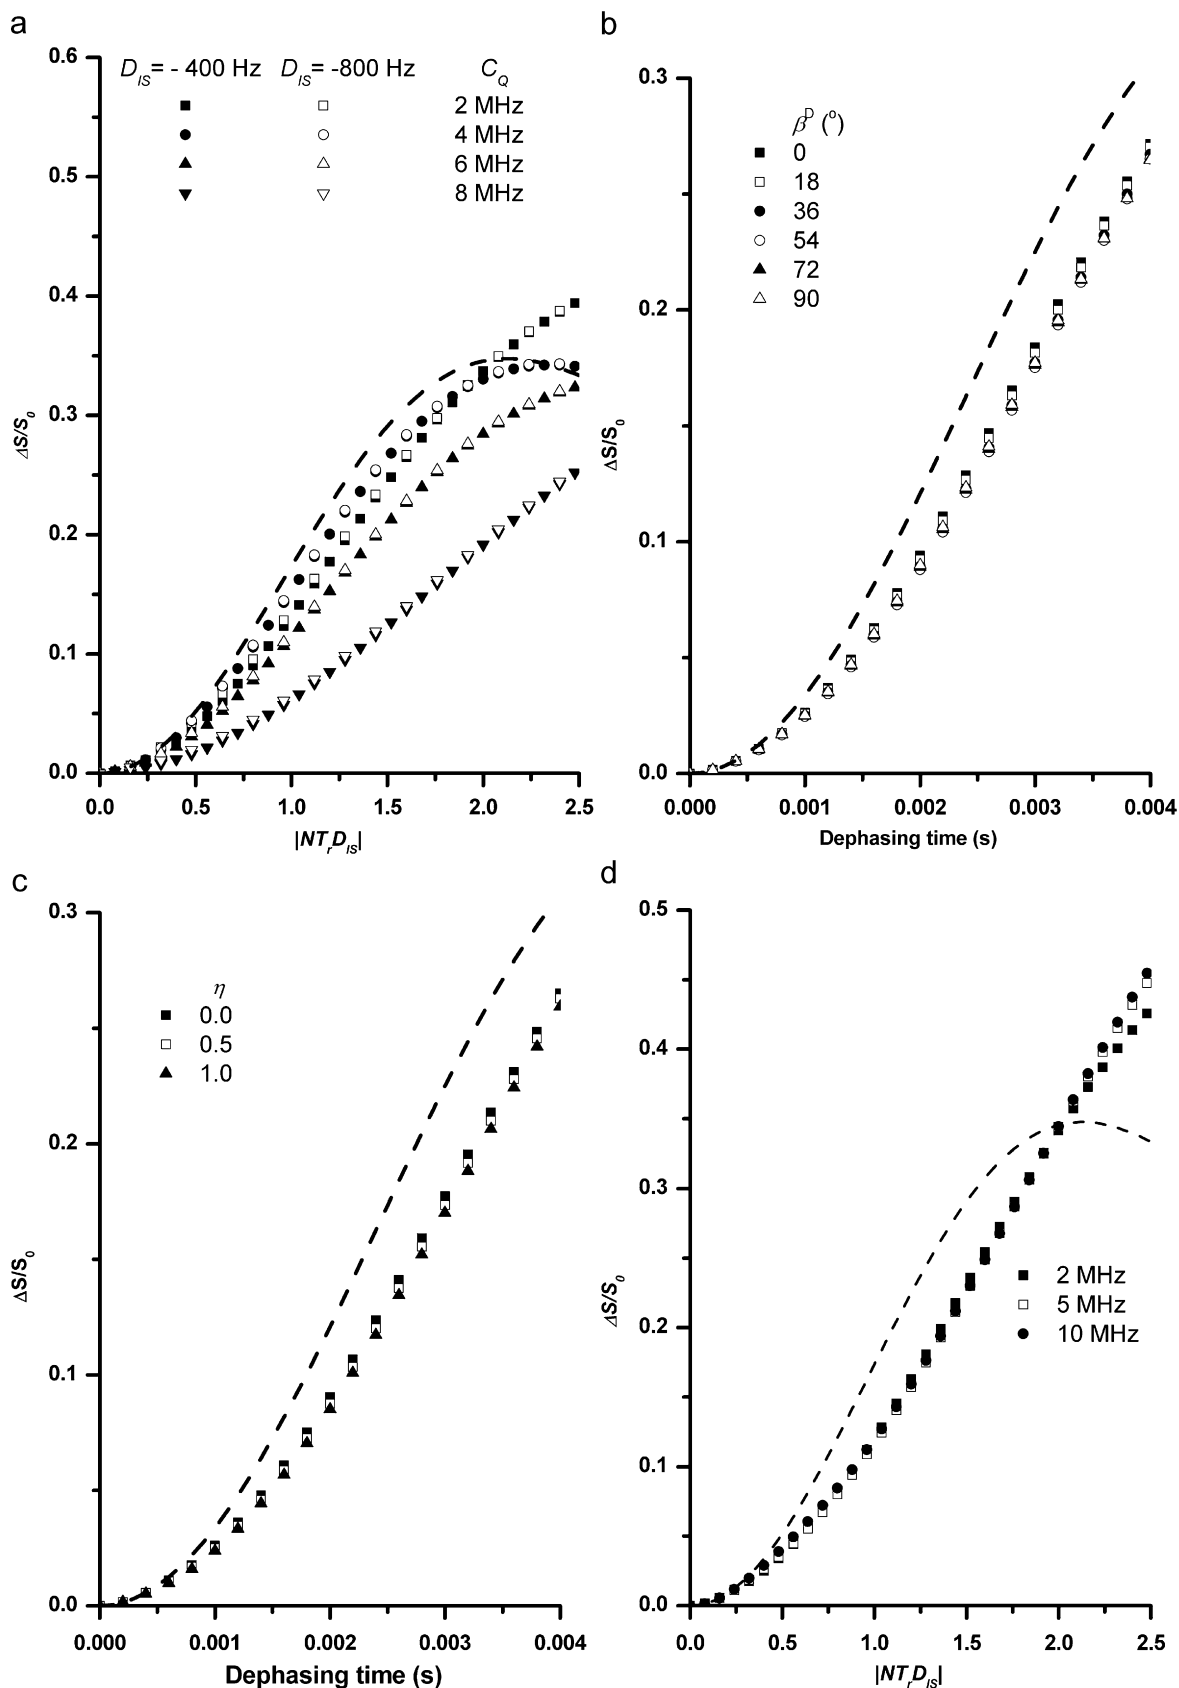 a
D_IS = - 400 Hz D_IS = -800 Hz C_Q
2 MHz
4 MHz
6 MHz
8 MHz
0.6
0.5
0.4
0.3
0.2
0.1
0.0
ΔS/S_0
0.0 0.5 1.0 1.5 2.0 2.5
|NT_rD_IS|
b
β^D (°)
0
18
36
54
72
90
0.3
0.2
0.1
0.0
ΔS/S_0
0.000 0.001 0.002 0.003 0.004
Dephasing time (s)
c
η
0.0
0.5
1.0
0.3
0.2
0.1
0.0
ΔS/S_0
0.000 0.001 0.002 0.003 0.004
Dephasing time (s)
d
0.5
0.4
0.3
0.2
0.1
0.0
ΔS/S_0
2 MHz
5 MHz
10 MHz
0.0 0.5 1.0 1.5 2.0 2.5
|NT_rD_IS|